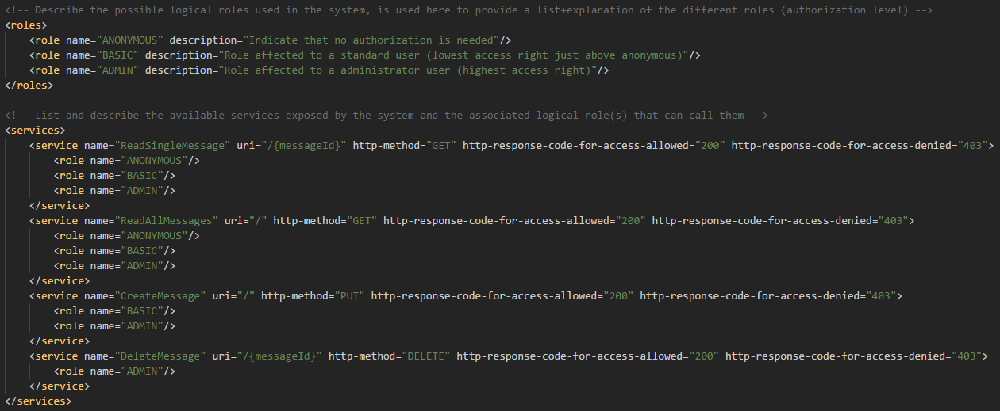 <!-- Describe the possible logical roles used in the system, is used here to provide a list+explanation of the different roles (authorization level) -->
<roles>
    <role name="ANONYMOUS" description="Indicate that no authorization is needed"/>
    <role name="BASIC" description="Role affected to a standard user (lowest access right just above anonymous)"/>
    <role name="ADMIN" description="Role affected to a administrator user (highest access right)"/>
</roles>

<!-- List and describe the available services exposed by the system and the associated logical role(s) that can call them -->
<services>
    <service name="ReadSingleMessage" uri="/{messageId}" http-method="GET" http-response-code-for-access-allowed="200" http-response-code-for-access-denied="403">
        <role name="ANONYMOUS"/>
        <role name="BASIC"/>
        <role name="ADMIN"/>
    </service>
    <service name="ReadAllMessages" uri="/" http-method="GET" http-response-code-for-access-allowed="200" http-response-code-for-access-denied="403">
        <role name="ANONYMOUS"/>
        <role name="BASIC"/>
        <role name="ADMIN"/>
    </service>
    <service name="CreateMessage" uri="/" http-method="PUT" http-response-code-for-access-allowed="200" http-response-code-for-access-denied="403">
        <role name="BASIC"/>
        <role name="ADMIN"/>
    </service>
    <service name="DeleteMessage" uri="/{messageId}" http-method="DELETE" http-response-code-for-access-allowed="200" http-response-code-for-access-denied="403">
        <role name="ADMIN"/>
    </service>
</services>